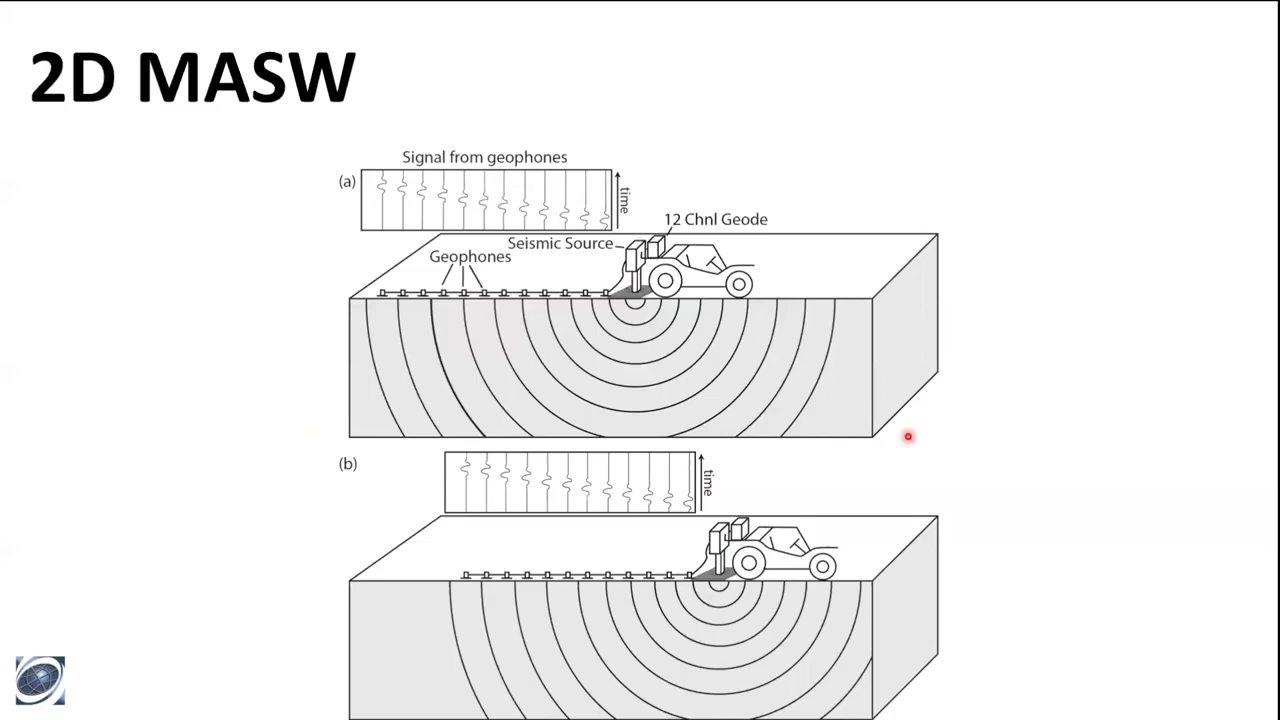 2D MASW
Signal from geophones
(a)
time
12 Chnl Geode
Seismic Source
Geophones
(b)
time